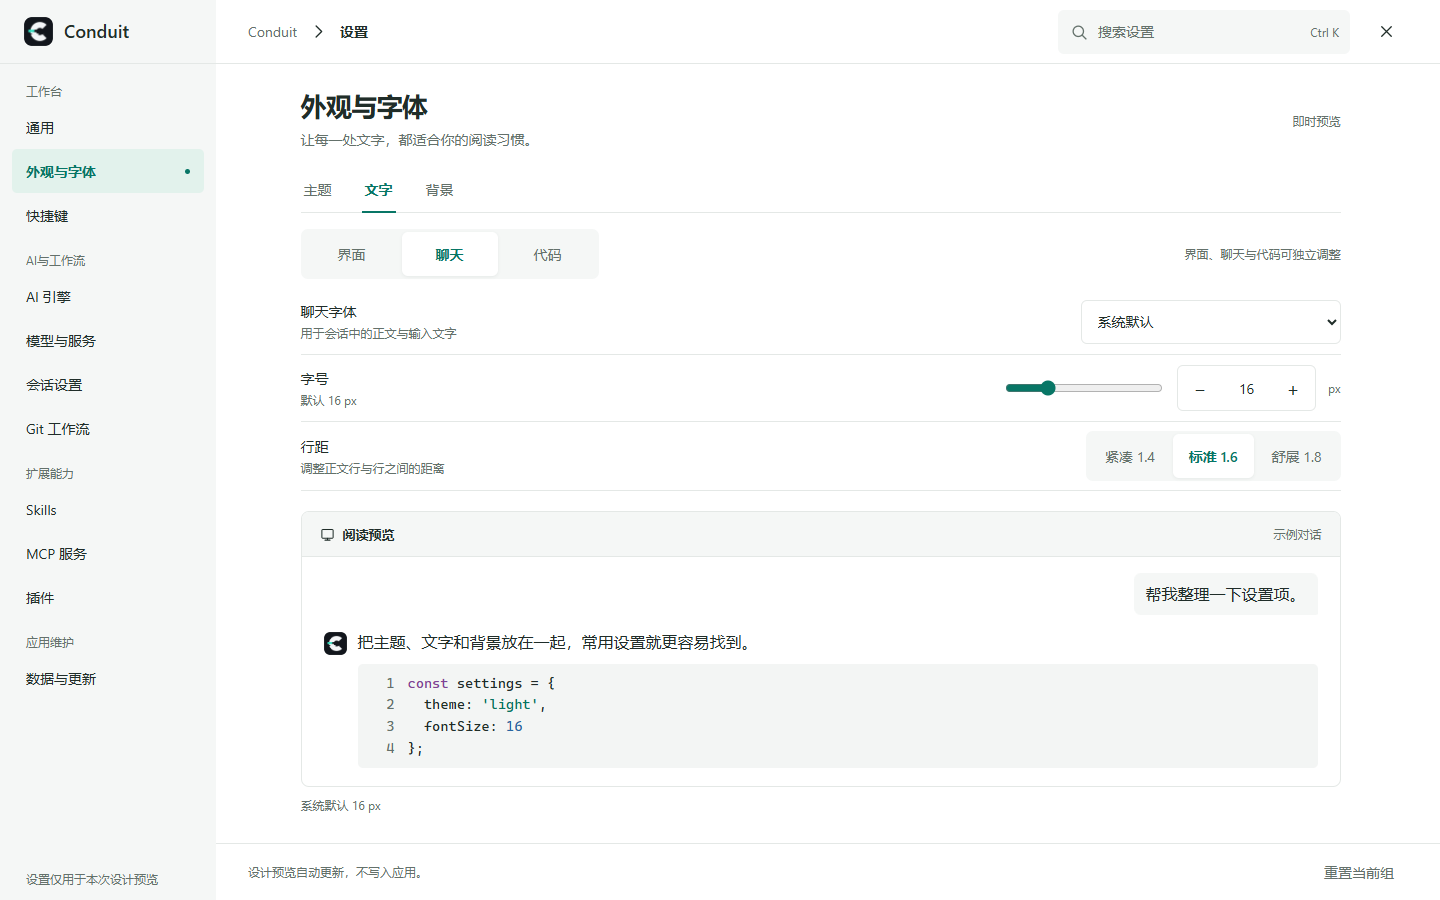 Conduit
工作台
通用
外观与字体
快捷键
AI与工作流
AI 引擎
模型与服务
会话设置
Git 工作流
扩展能力
Skills
MCP 服务
插件
应用维护
数据与更新
设置仅用于本次设计预览
Conduit 设置
搜索设置 Ctrl K
外观与字体
让每一处文字，都适合你的阅读习惯。
即时预览
主题 文字 背景
界面 聊天 代码
界面、聊天与代码可独立调整
聊天字体
用于会话中的正文与输入文字
系统默认
字号
默认 16 px
− 16 + px
行距
调整正文行与行之间的距离
紧凑 1.4 标准 1.6 舒展 1.8
阅读预览 示例对话
帮我整理一下设置项。
把主题、文字和背景放在一起，常用设置就更容易找到。
1 const settings = {
2   theme: 'light',
3   fontSize: 16
4 };
系统默认 16 px
设计预览自动更新，不写入应用。
重置当前组